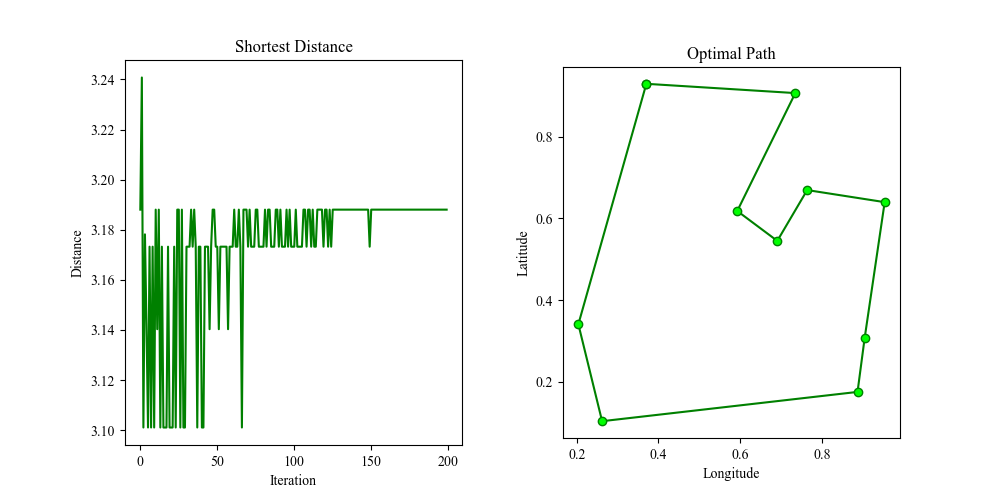 Shortest Distance
3.24
3.22
3.20
3.18
3.16
3.14
3.12
3.10
Distance
0 50 100 150 200
Iteration
Optimal Path
0.8
0.6
0.4
0.2
Latitude
0.2 0.4 0.6 0.8
Longitude